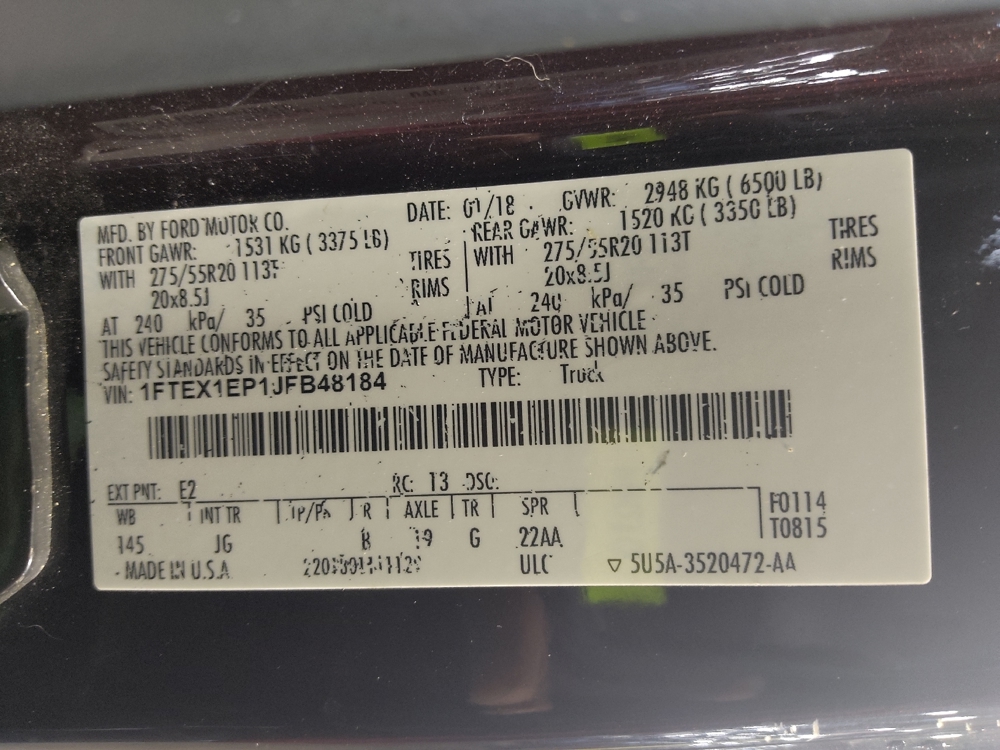 MFD. BY FORD MOTOR CO.
DATE: 01/18
GVWR: 2948 KG ( 6500 LB)
FRONT GAWR: 1531 KG ( 3375 LB)
WITH 275/55R20 113T TIRES
20x8.5J RIMS
AT 240 kPa/ 35 PSI COLD
REAR GAWR: 1520 KG ( 3350 LB)
WITH 275/55R20 113T TIRES
20x8.5J RIMS
AT 240 kPa/ 35 PSI COLD
THIS VEHICLE CONFORMS TO ALL APPLICABLE FEDERAL MOTOR VEHICLE
SAFETY STANDARDS IN EFFECT ON THE DATE OF MANUFACTURE SHOWN ABOVE.
VIN: 1FTEX1EP1JFB48184
TYPE: Truck
EXT PNT: E2 RC: 13 DSO:
WB INT TR TP/PS R AXLE TR SPR
145 JG B 19 G 22AA
F0114
T0815
MADE IN U.S.A. ULC ▽ 5U5A-3520472-AA